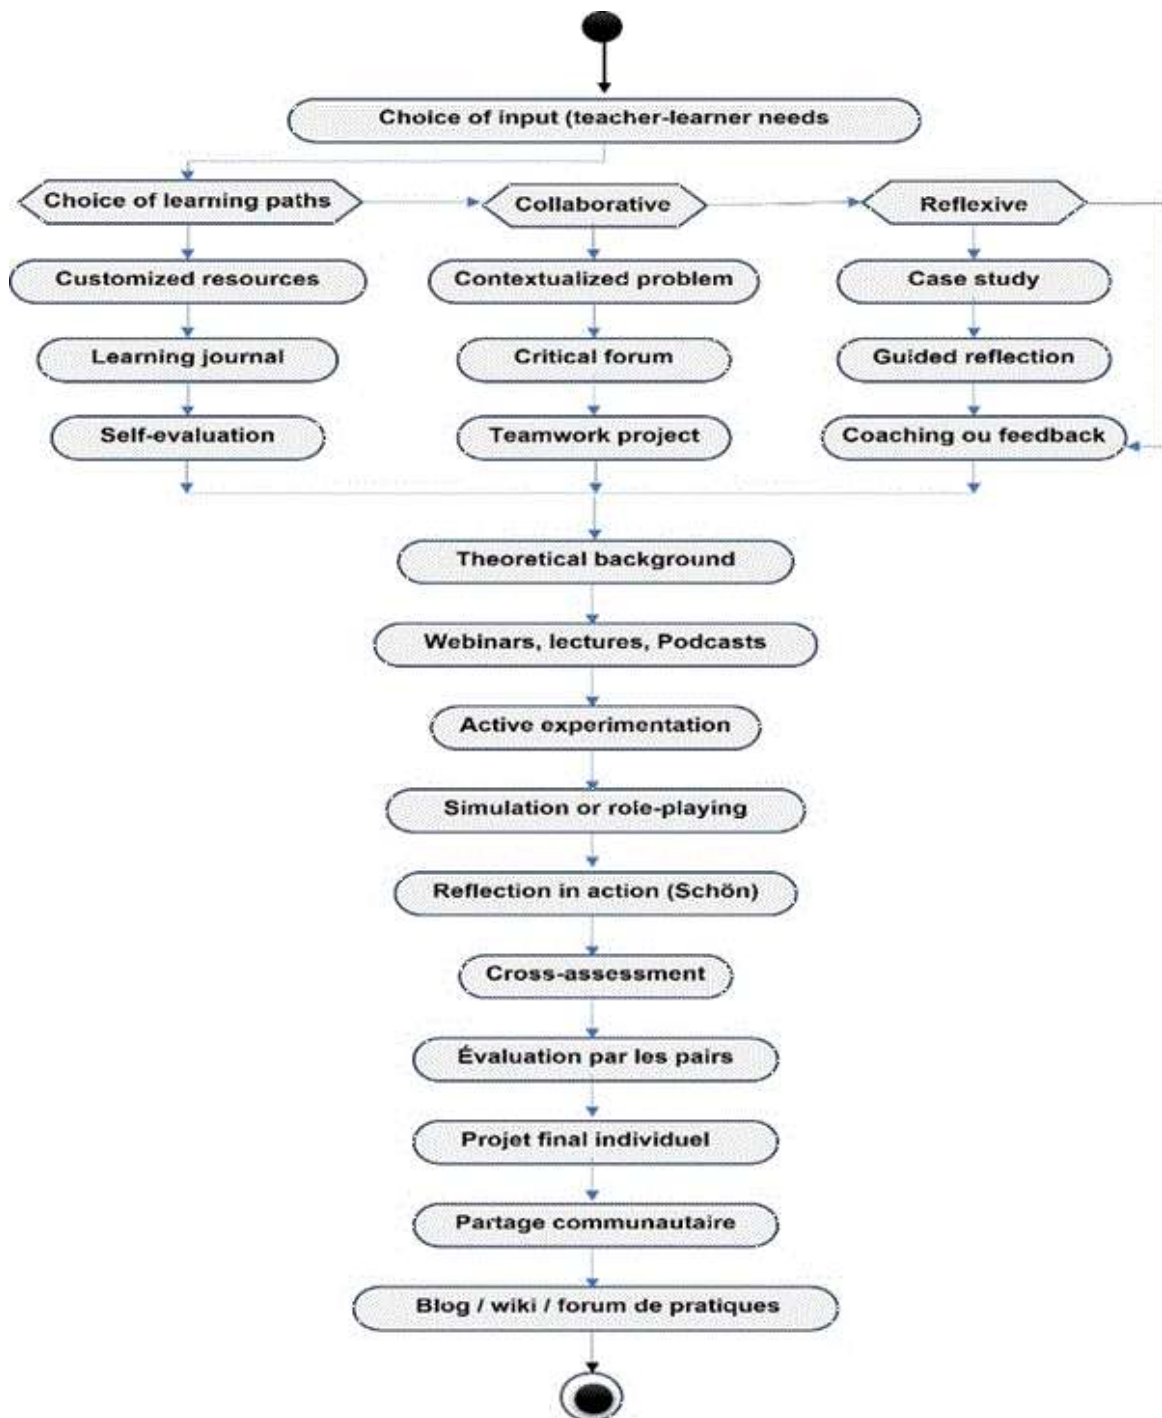 Choice of input (teacher-learner needs
Choice of learning paths
Collaborative
Reflexive
Customized resources
Contextualized problem
Case study
Learning journal
Critical forum
Guided reflection
Self-evaluation
Teamwork project
Coaching ou feedback
Theoretical background
Webinars, lectures, Podcasts
Active experimentation
Simulation or role-playing
Reflection in action (Schön)
Cross-assessment
Évaluation par les pairs
Projet final individuel
Partage communautaire
Blog / wiki / forum de pratiques